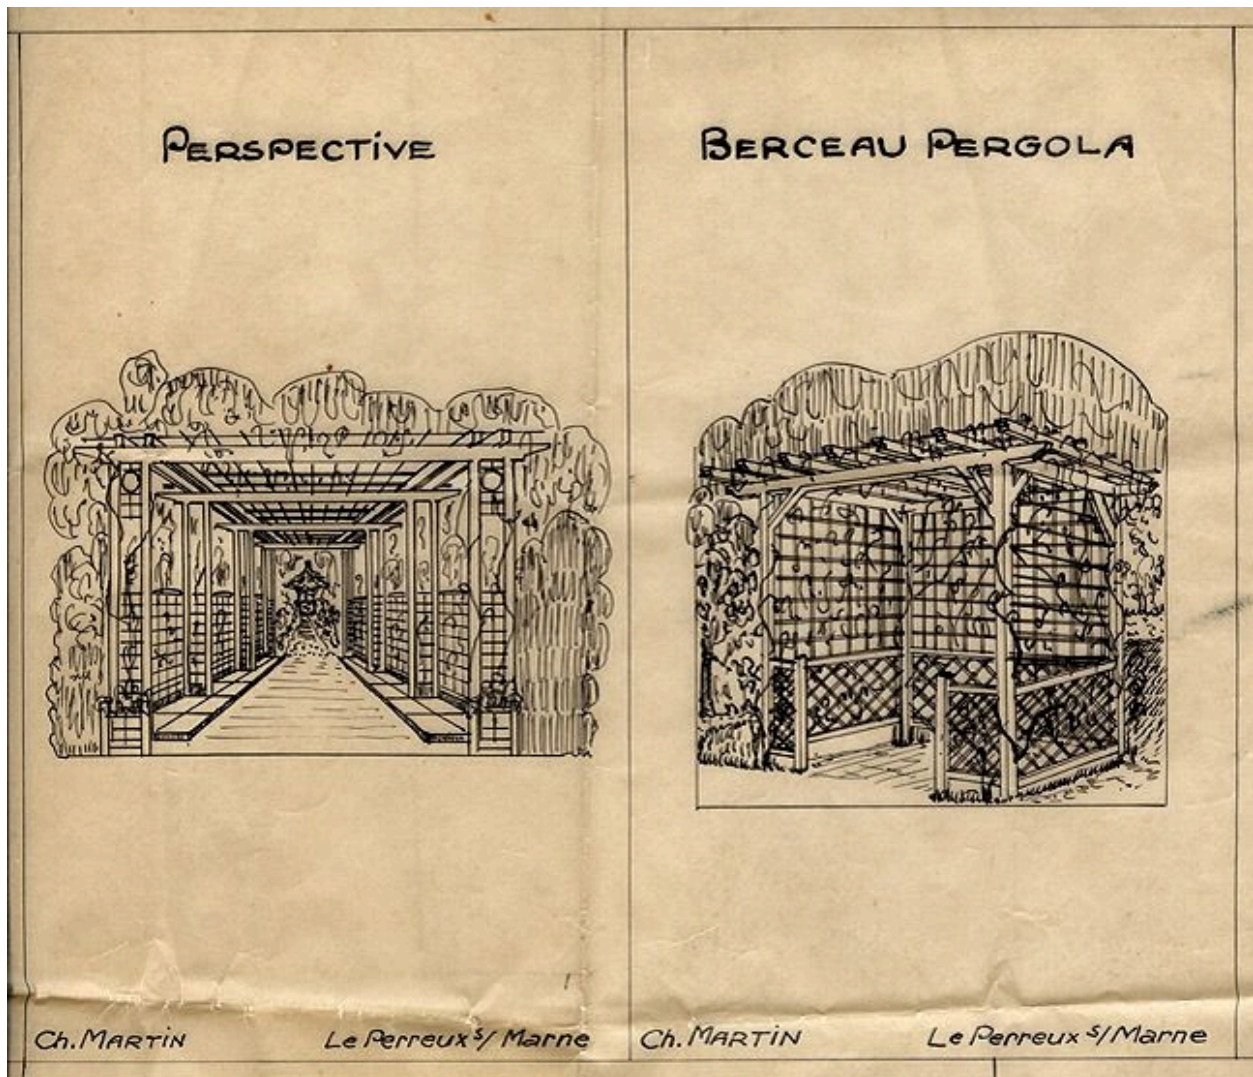 PERSPECTIVE
BERCEAU PERGOLA
Ch. MARTIN Le Perreux s/ Marne
Ch. MARTIN Le Perreux s/ Marne